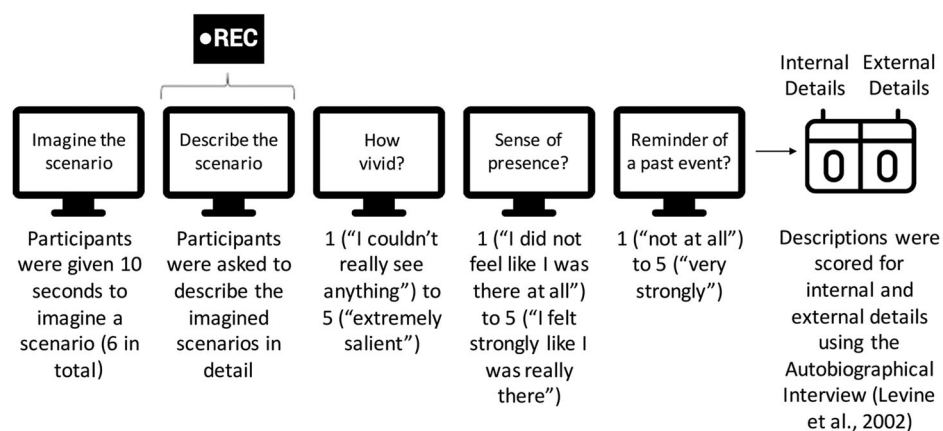 ●REC
Imagine the
scenario
Describe the
scenario
How
vivid?
Sense of
presence?
Reminder of
a past event?
Internal
Details
External
Details
0 0
Participants
were given 10
seconds to
imagine a
scenario (6 in
total)
Participants
were asked to
describe the
imagined
scenarios in
detail
1 (“I couldn’t
really see
anything”) to
5 (“extremely
salient”)
1 (“I did not
feel like I was
there at all”)
to 5 (“I felt
strongly like I
was really
there”)
1 (“not at all”)
to 5 (“very
strongly”)
Descriptions were
scored for
internal and
external details
using the
Autobiographical
Interview (Levine
et al., 2002)